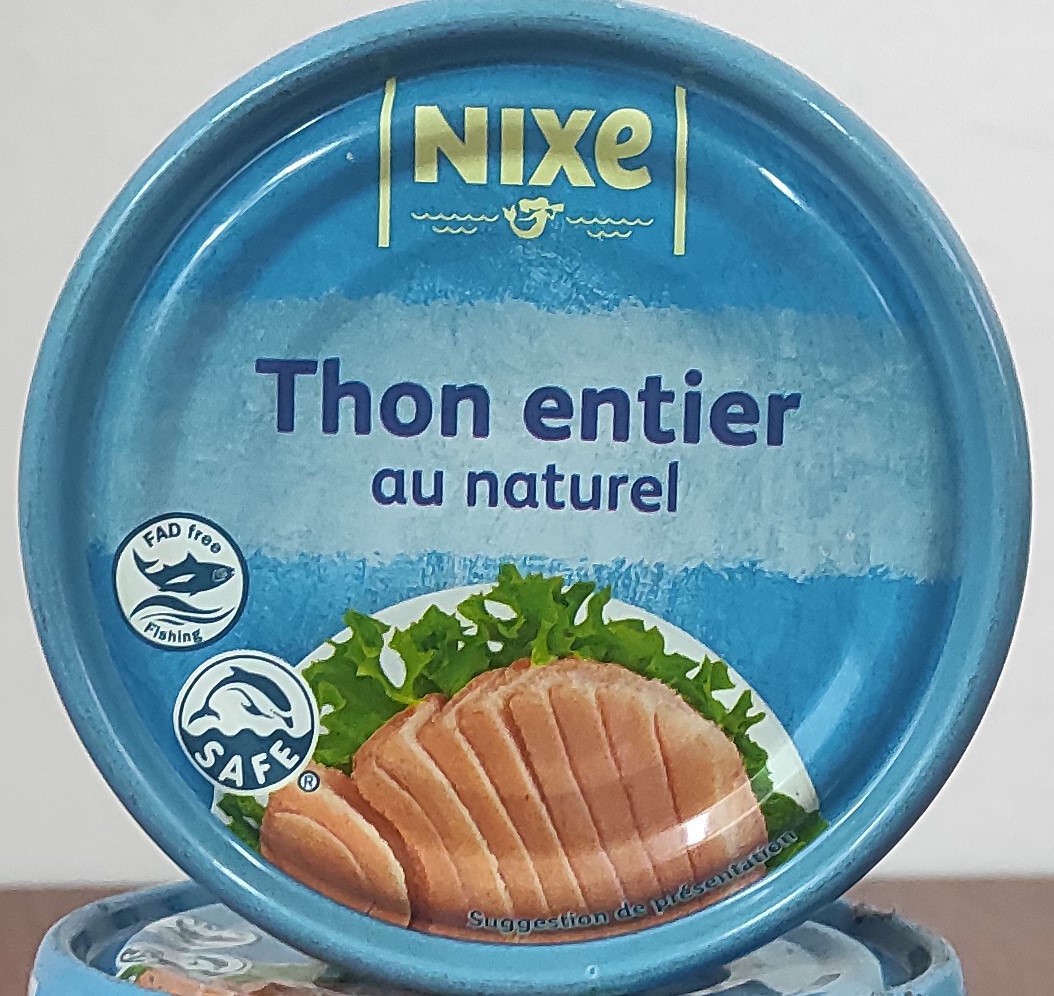 NIXe
Thon entier
au naturel
FAD free
Fishing
SAFE
®
Suggestion de présentation